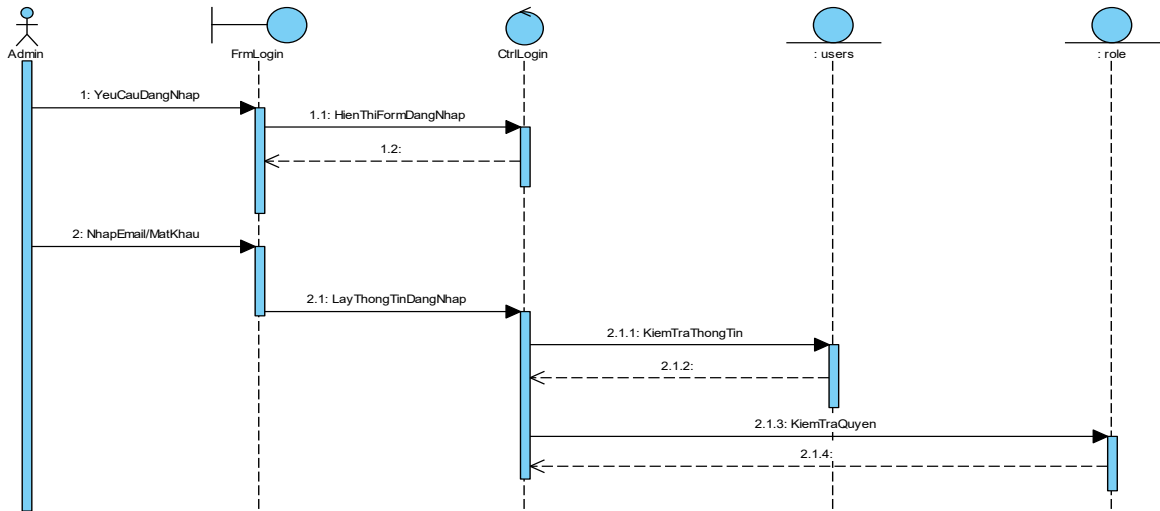 Admin
FrmLogin
CtrlLogin
: users
: role
1: YeuCauDangNhap
1.1: HienThiFormDangNhap
1.2:
2: NhapEmail/MatKhau
2.1: LayThongTinDangNhap
2.1.1: KiemTraThongTin
2.1.2:
2.1.3: KiemTraQuyen
2.1.4: